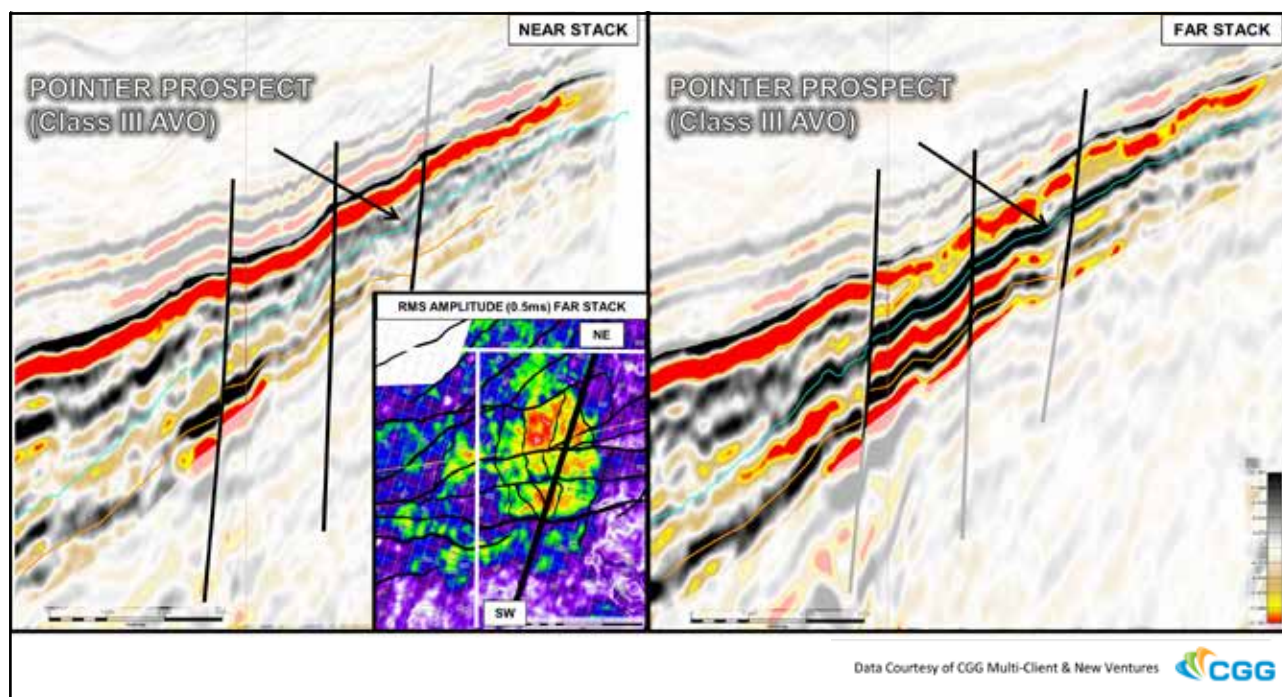 NEAR STACK
POINTER PROSPECT
(Class III AVO)
RMS AMPLITUDE (0.5ms) FAR STACK
NE
SW
FAR STACK
POINTER PROSPECT
(Class III AVO)
Data Courtesy of CGG Multi-Client & New Ventures
CGG